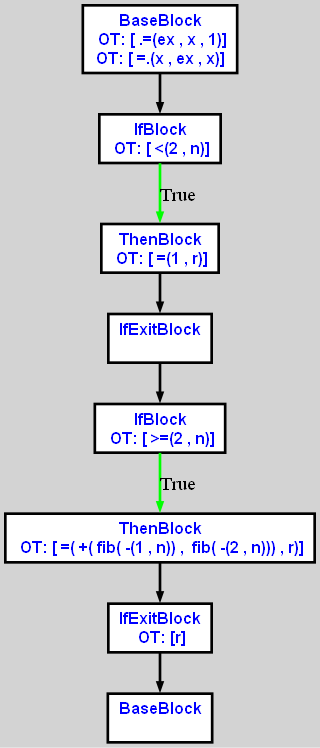 BaseBlock
OT: [ .=(ex , x , 1)]
OT: [ =.(x , ex , x)]
IfBlock
OT: [ <(2 , n)]
True
ThenBlock
OT: [ =(1 , r)]
IfExitBlock
IfBlock
OT: [ >=(2 , n)]
True
ThenBlock
OT: [ =( +( fib( -(1 , n)) , fib( -(2 , n))) , r)]
IfExitBlock
OT: [r]
BaseBlock